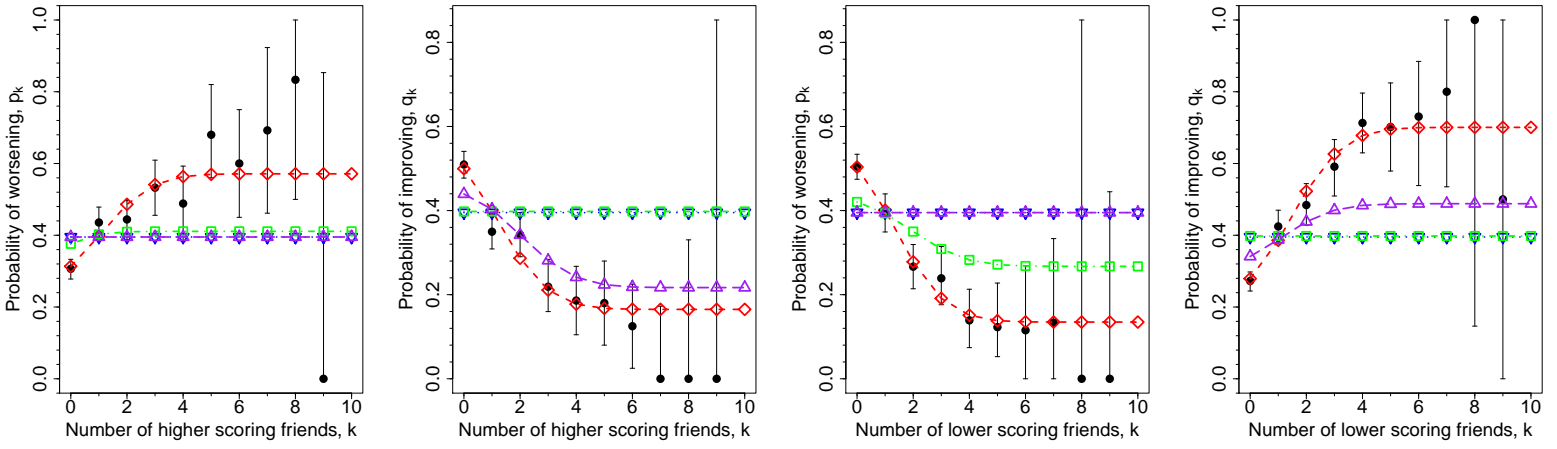 Probability of worsening, pk
0.0 0.2 0.4 0.6 0.8 1.0
0 2 4 6 8 10
Number of higher scoring friends, k
Probability of improving, qk
0.0 0.2 0.4 0.6 0.8
0 2 4 6 8 10
Number of higher scoring friends, k
Probability of worsening, pk
0.0 0.2 0.4 0.6 0.8
0 2 4 6 8 10
Number of lower scoring friends, k
Probability of improving, qk
0.0 0.2 0.4 0.6 0.8 1.0
0 2 4 6 8 10
Number of lower scoring friends, k